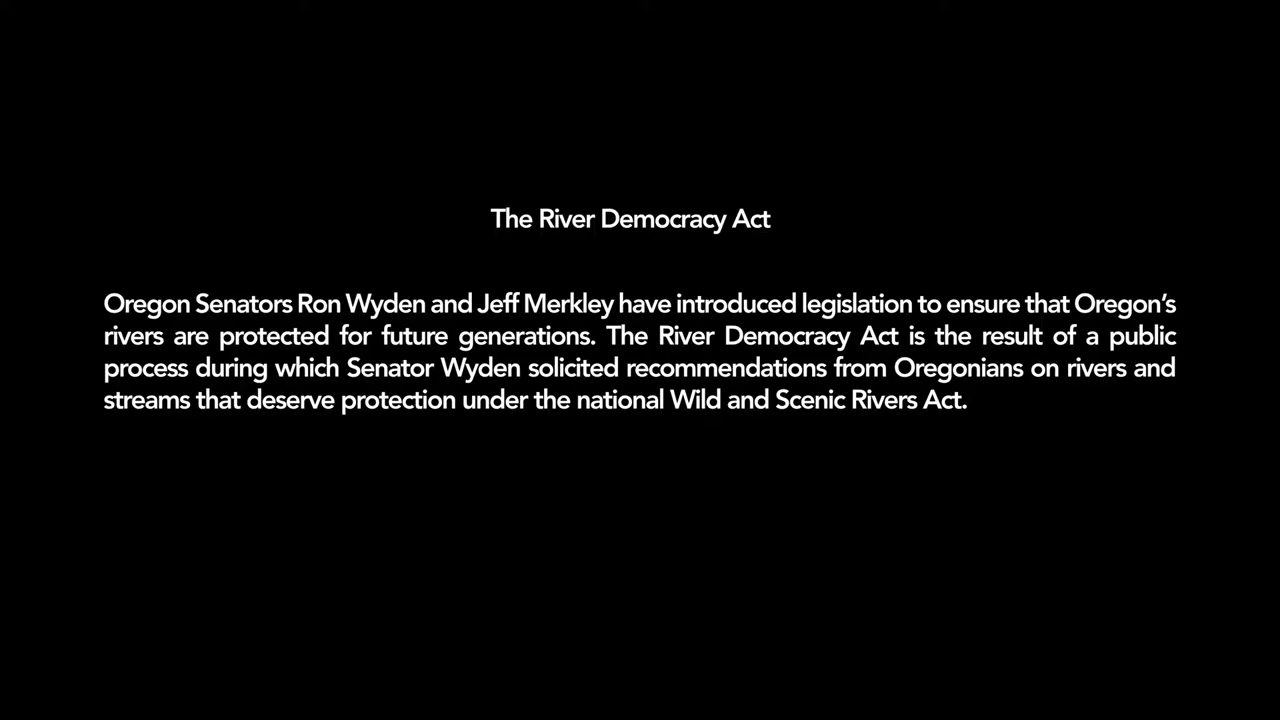 The River Democracy Act
Oregon Senators Ron Wyden and Jeff Merkley have introduced legislation to ensure that Oregon’s
rivers are protected for future generations. The River Democracy Act is the result of a public
process during which Senator Wyden solicited recommendations from Oregonians on rivers and
streams that deserve protection under the national Wild and Scenic Rivers Act.